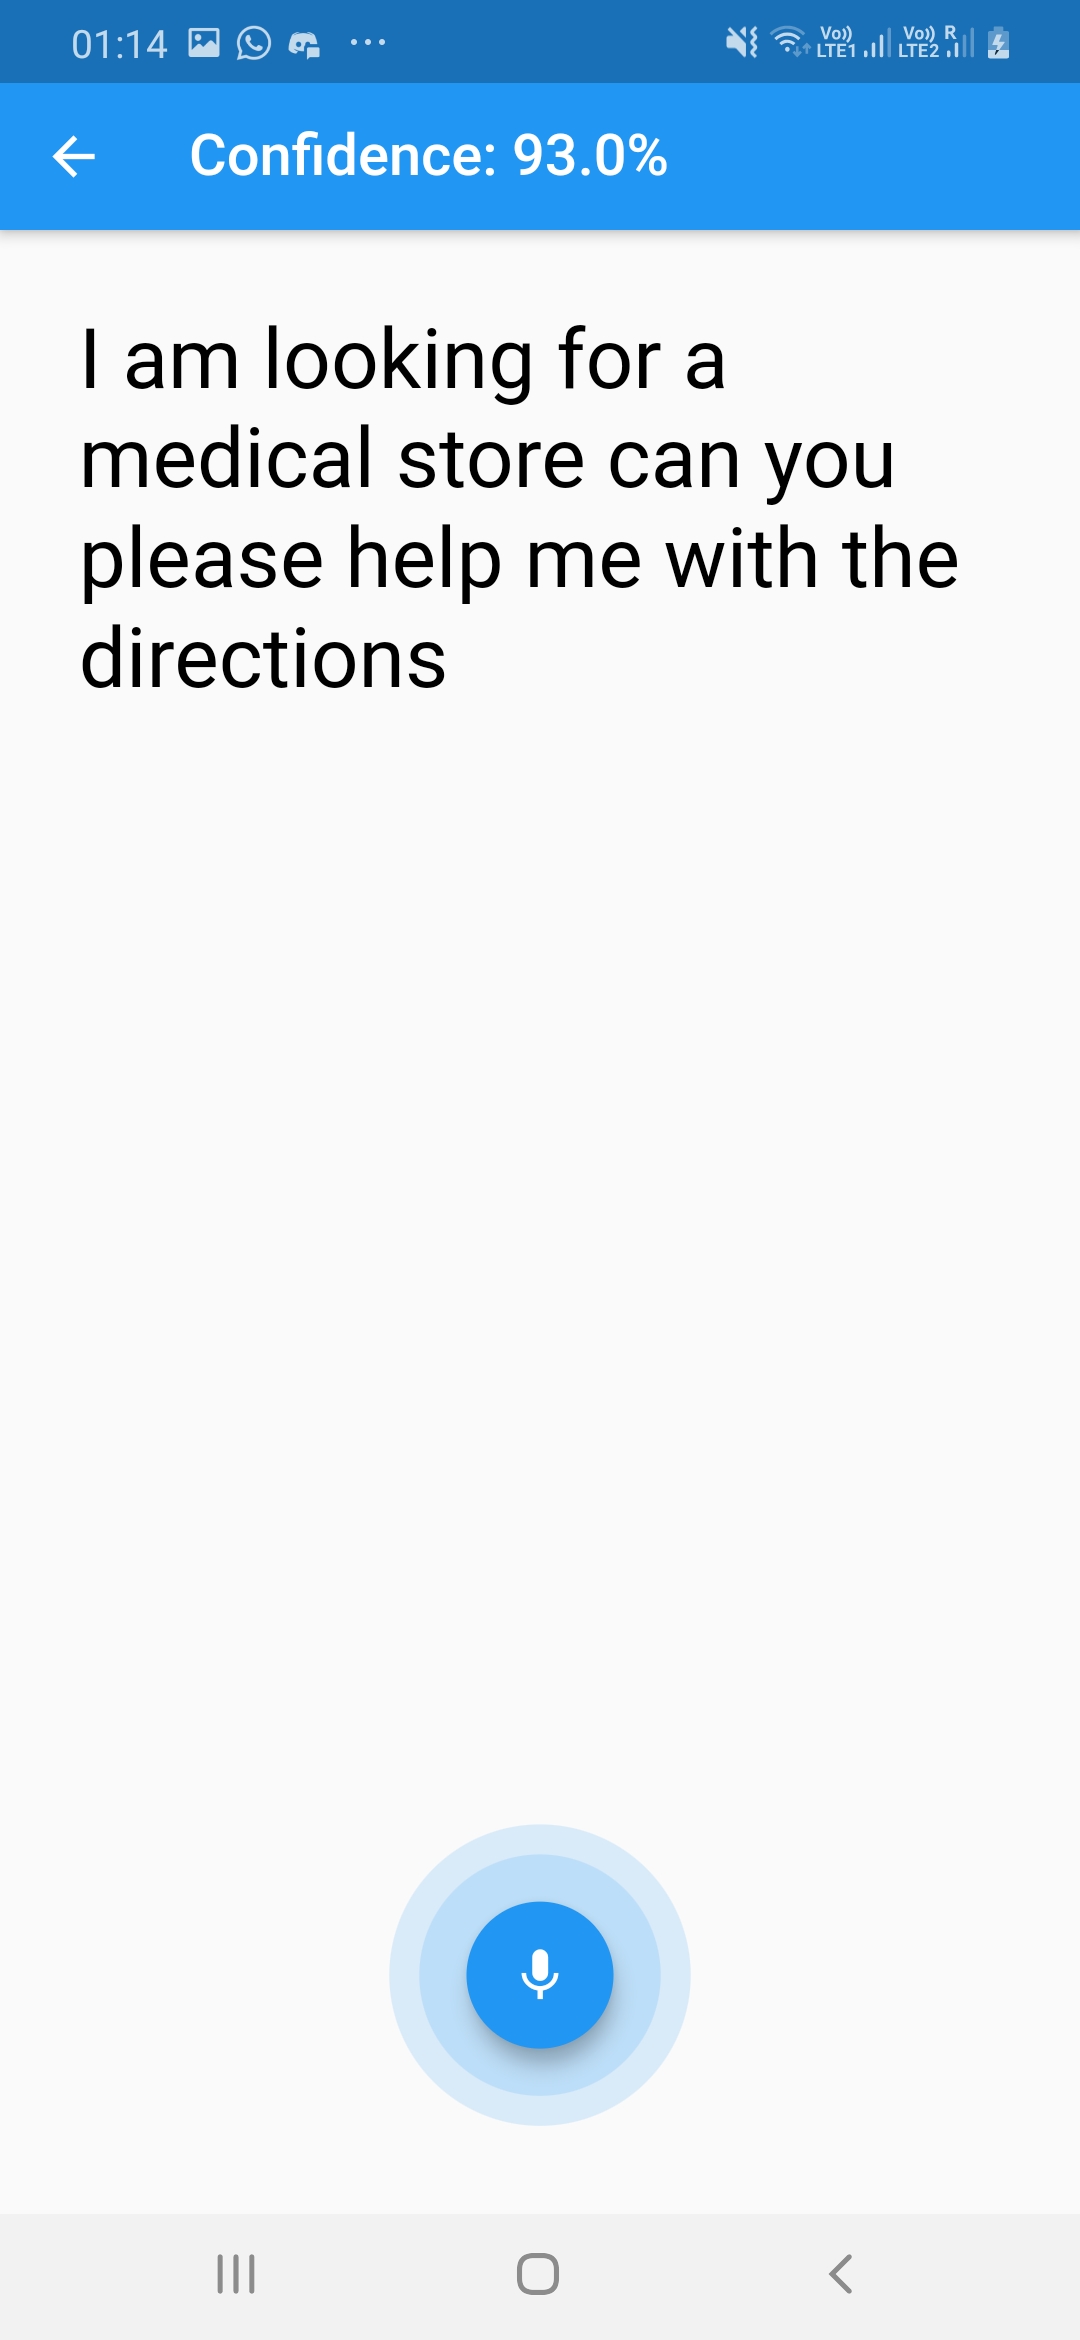 01:14
Vo)) LTE1 Vo)) LTE2 R
Confidence: 93.0%
I am looking for a
medical store can you
please help me with the
directions